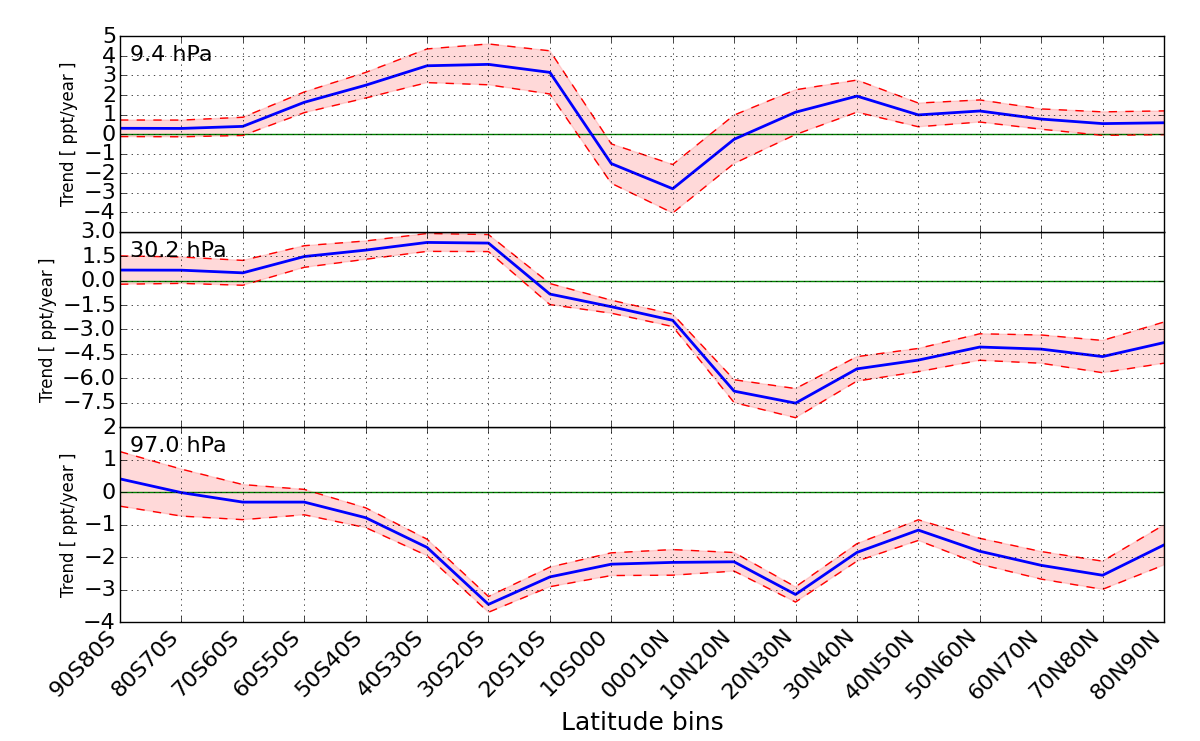 5
9.4 hPa
4
3
2
1
0
−1
−2
−3
−4
Trend [ ppt/year ]
3.0
30.2 hPa
1.5
0.0
−1.5
−3.0
−4.5
−6.0
−7.5
Trend [ ppt/year ]
2
97.0 hPa
1
0
−1
−2
−3
−4
Trend [ ppt/year ]
90S80S
80S70S
70S60S
60S50S
50S40S
40S30S
30S20S
20S10S
10S000
00010N
10N20N
20N30N
30N40N
40N50N
50N60N
60N70N
70N80N
80N90N
Latitude bins